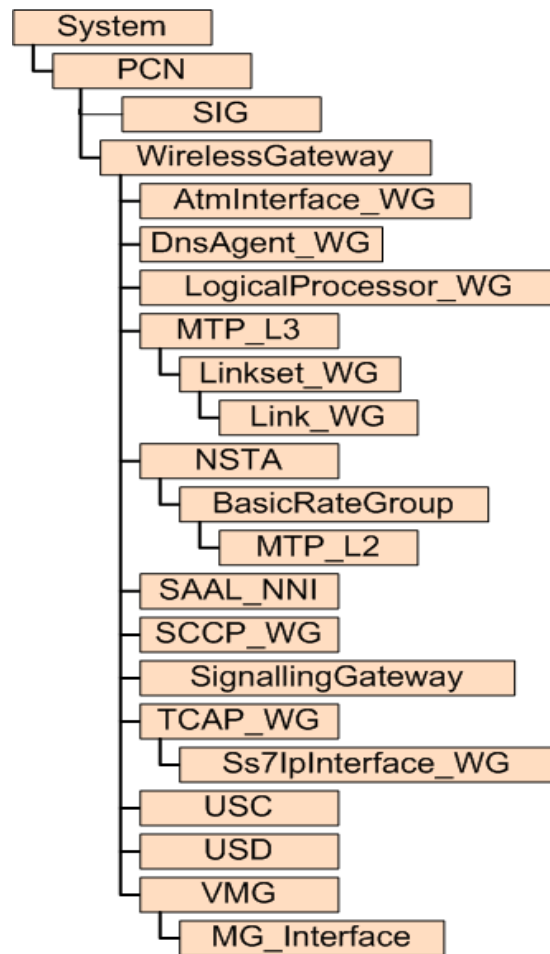 System
PCN
SIG
WirelessGateway
AtmInterface_WG
DnsAgent_WG
LogicalProcessor_WG
MTP_L3
Linkset_WG
Link_WG
NSTA
BasicRateGroup
MTP_L2
SAAL_NNI
SCCP_WG
SignallingGateway
TCAP_WG
Ss7IpInterface_WG
USC
USD
VMG
MG_Interface